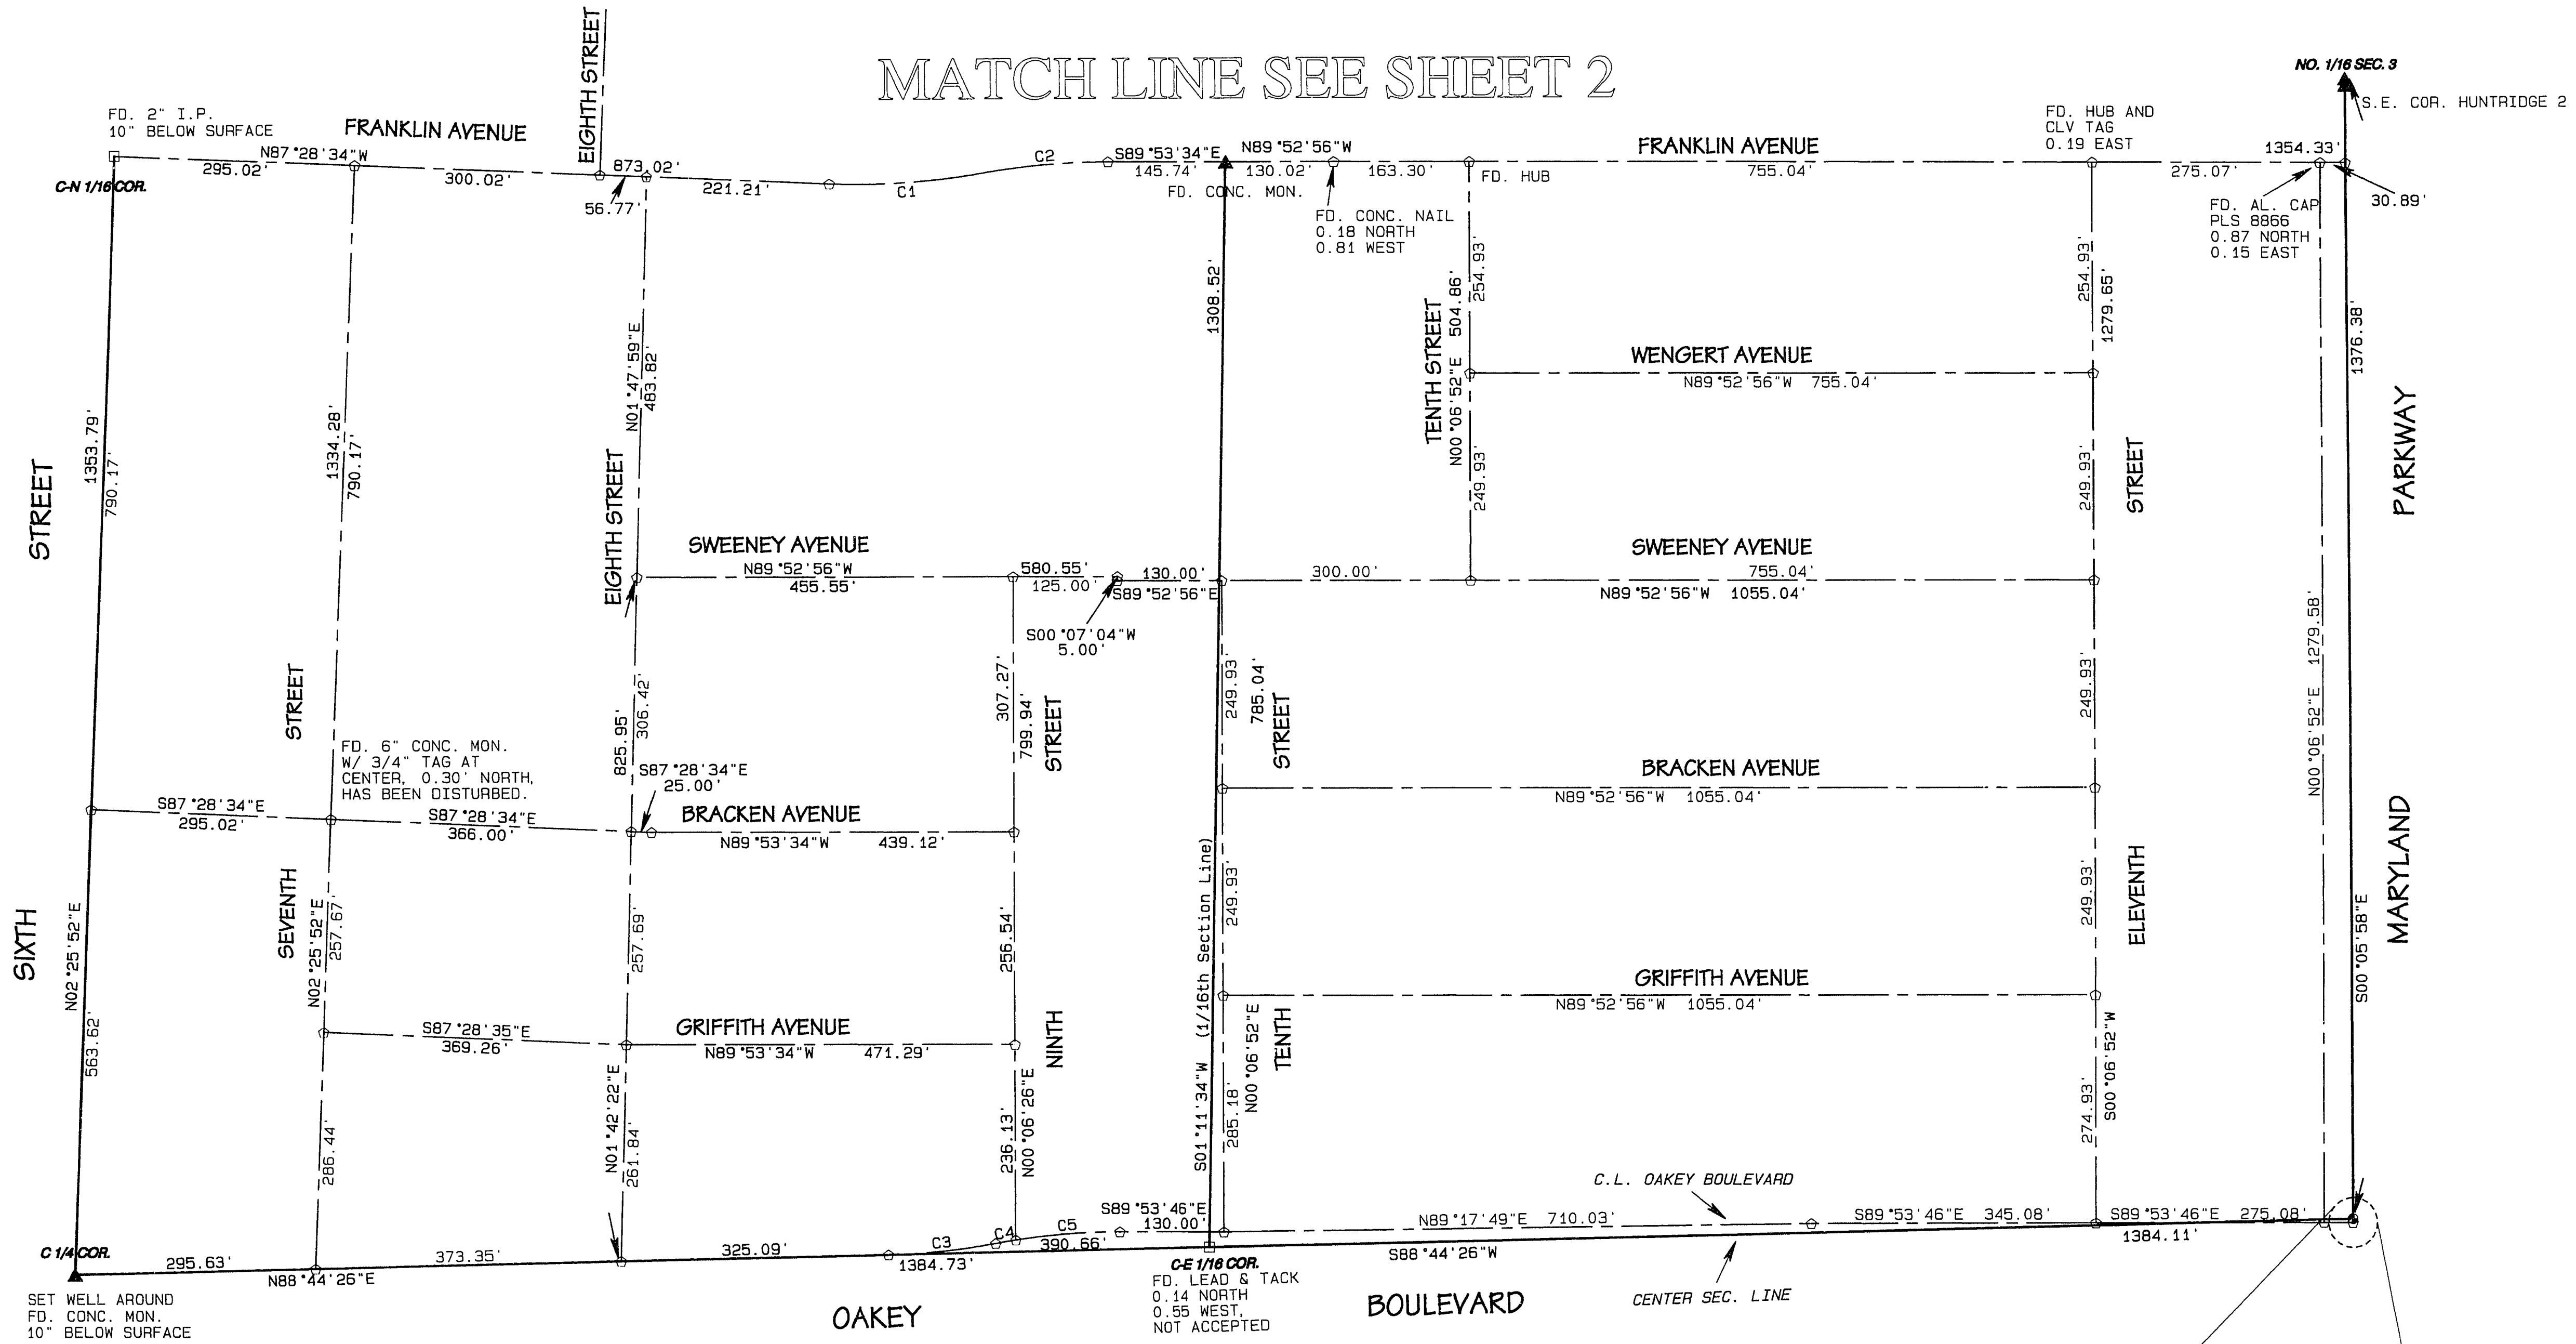 MATCH LINE SEE SHEET 2
NO. 1/16 SEC. 3
S.E. COR. HUNTRIDGE 2
EIGHTH STREET
FD. 2" I.P.
10" BELOW SURFACE
FRANKLIN AVENUE
N87°28'34"W
295.02'
300.02'
873.02'
56.77'
221.21'
C1
C2
S89°53'34"E
145.74'
N89°52'56"W
130.02'
163.30'
FRANKLIN AVENUE
755.04'
FD. HUB AND
CLV TAG
0.19 EAST
1354.33'
275.07'
30.89'
C-N 1/16 COR.
FD. CONC. MON.
FD. HUB
FD. CONC. NAIL
0.18 NORTH
0.81 WEST
FD. AL. CAP
PLS 8866
0.87 NORTH
0.15 EAST
1353.79'
790.17'
1334.28'
790.17'
N01°47'59"E
483.82'
1308.52'
TENTH STREET
N00°06'52"E 504.86'
254.93'
249.93'
254.93'
1279.65'
249.93'
1376.38'
WENGERT AVENUE
N89°52'56"W 755.04'
STREET
STREET
PARKWAY
EIGHTH STREET
SWEENEY AVENUE
N89°52'56"W
455.55'
580.55'
125.00'
130.00'
S89°52'56"E
S00°07'04"W
5.00'
300.00'
SWEENEY AVENUE
755.04'
N89°52'56"W 1055.04'
STREET
825.95'
306.42'
307.27'
799.94'
STREET
249.93'
785.04'
STREET
249.93'
N00°06'52"E 1279.58'
FD. 6" CONC. MON.
W/ 3/4" TAG AT
CENTER, 0.30' NORTH,
HAS BEEN DISTURBED.
S87°28'34"E
25.00'
S87°28'34"E
295.02'
S87°28'34"E
366.00'
BRACKEN AVENUE
N89°53'34"W 439.12'
BRACKEN AVENUE
N89°52'56"W 1055.04'
SIXTH
N02°25'52"E
563.62'
SEVENTH
N02°25'52"E
257.67'
257.69'
256.54'
S01°11'34"W (1/16th Section Line)
249.93'
249.93'
ELEVENTH
MARYLAND
S00°05'58"E
S87°28'35"E
369.26'
GRIFFITH AVENUE
N89°53'34"W 471.29'
GRIFFITH AVENUE
N89°52'56"W 1055.04'
286.44'
N01°42'22"E
261.84'
NINTH
236.13'
N00°06'26"E
285.18'
N00°06'52"E
TENTH
274.93'
S00°06'52"W
C.L. OAKEY BOULEVARD
S89°53'46"E
130.00'
N89°17'49"E 710.03'
S89°53'46"E 345.08'
S89°53'46"E 275.08'
1384.11'
C 1/4 COR.
295.63'
N88°44'26"E
373.35'
325.09'
C3
C4
C5
390.66'
1384.73'
S88°44'26"W
C-E 1/16 COR.
FD. LEAD & TACK
0.14 NORTH
0.55 WEST,
NOT ACCEPTED
CENTER SEC. LINE
SET WELL AROUND
FD. CONC. MON.
10" BELOW SURFACE
OAKEY
BOULEVARD